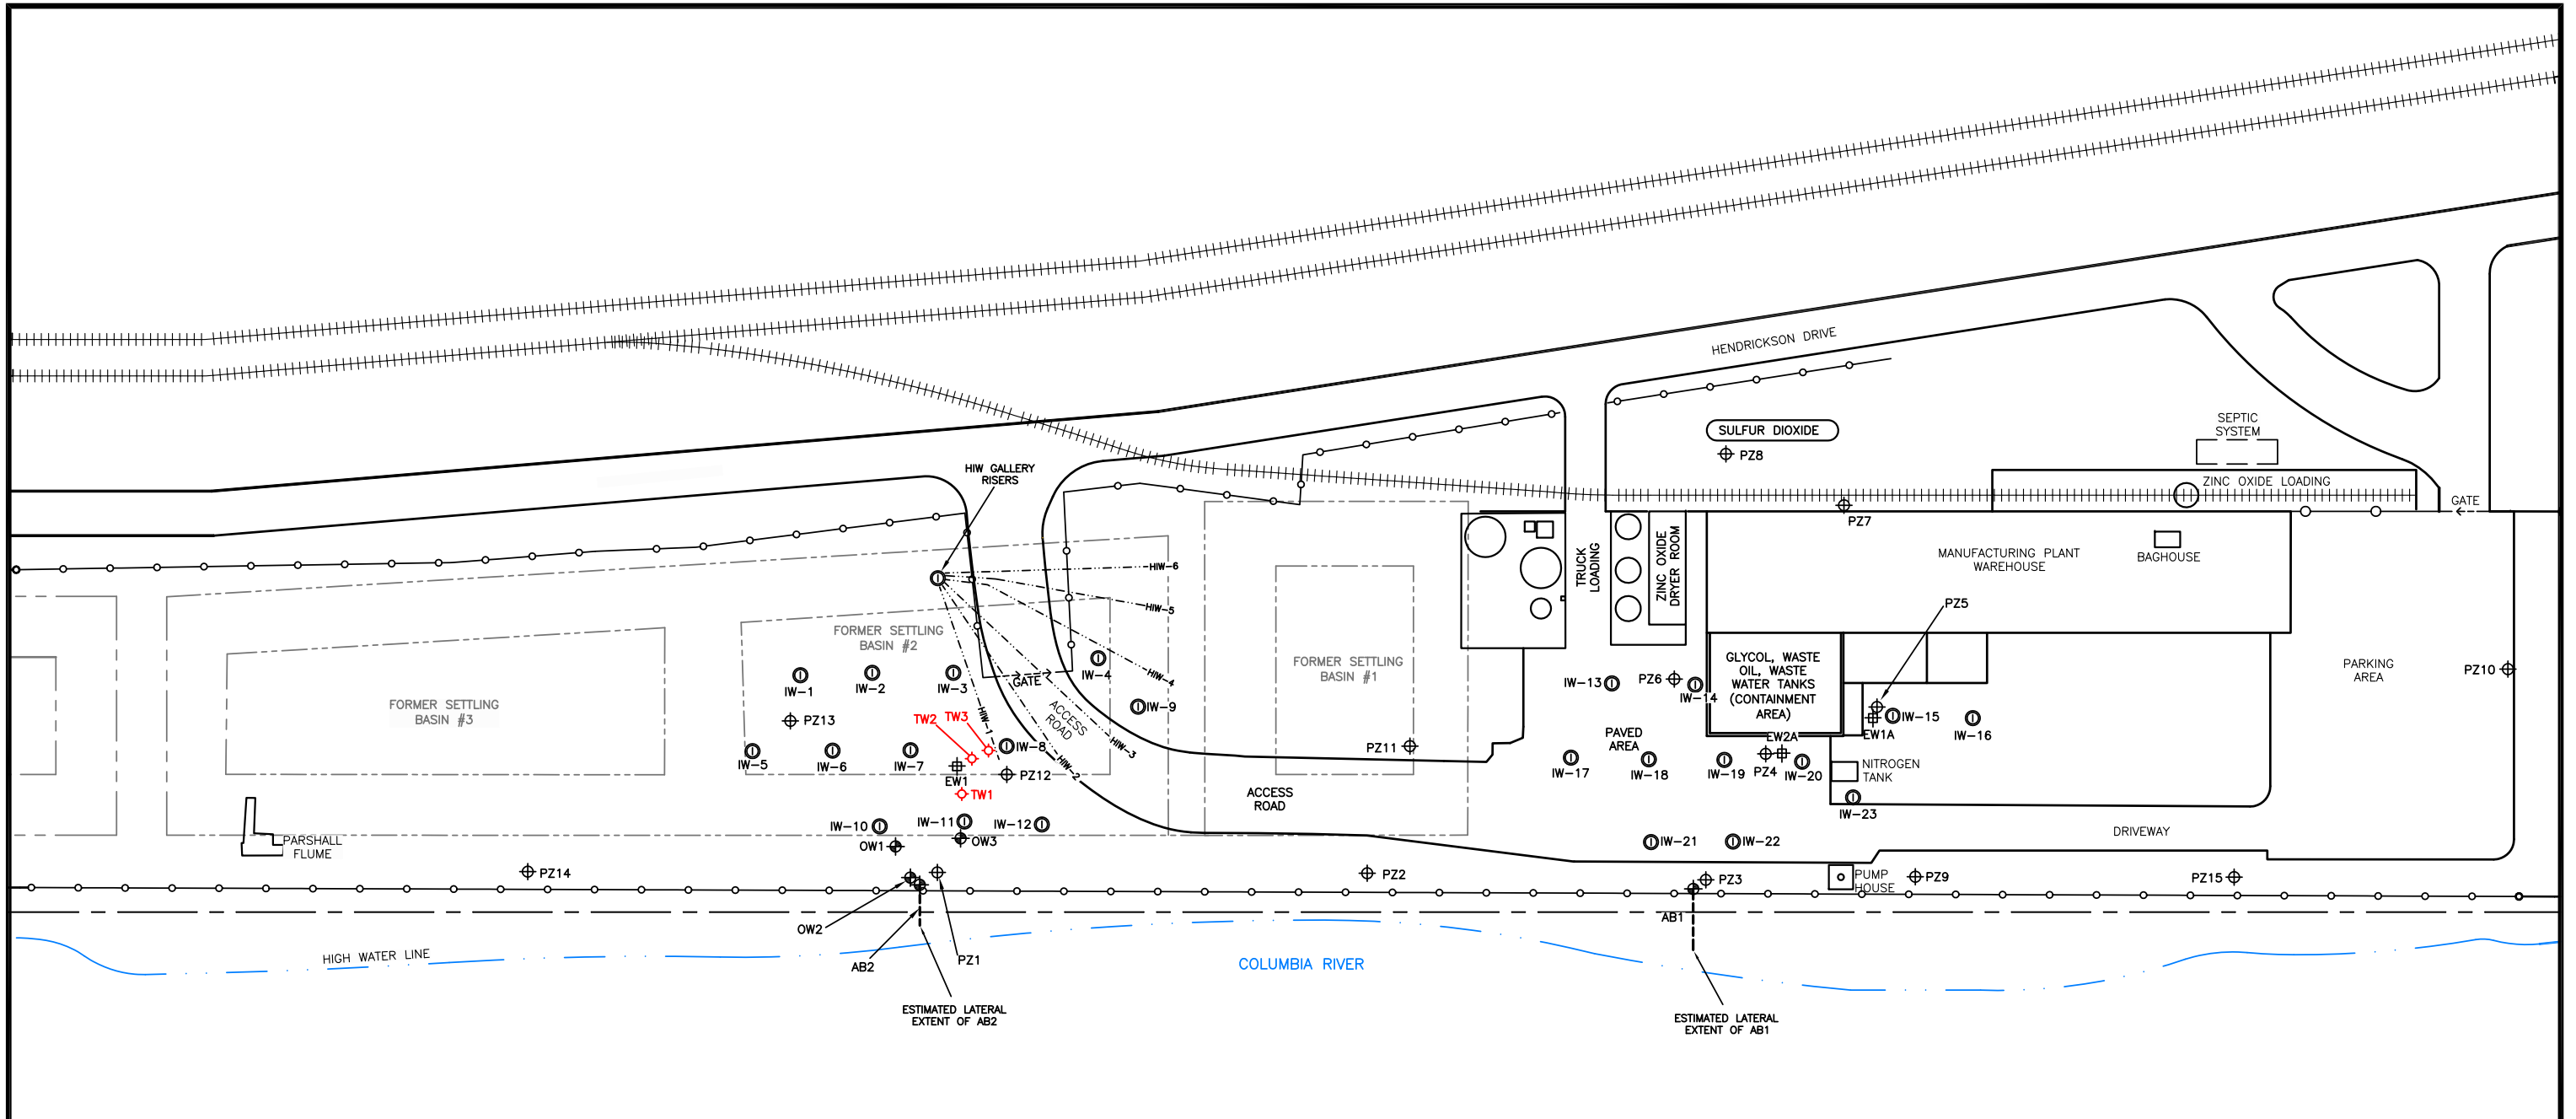 HENDRICKSON DRIVE
SEPTIC
SYSTEM
SULFUR DIOXIDE
PZ8
HIW GALLERY
RISERS
ZINC OXIDE LOADING
GATE
PZ7
TRUCK
LOADING
ZINC OXIDE
DRYER ROOM
MANUFACTURING PLANT
WAREHOUSE
BAGHOUSE
HIW-6
HIW-5
HIW-4
HIW-3
HIW-2
HIW-1
PZ5
FORMER SETTLING
BASIN #2
FORMER SETTLING
BASIN #1
FORMER SETTLING
BASIN #3
GLYCOL, WASTE
OIL, WASTE
WATER TANKS
(CONTAINMENT
AREA)
PARKING
AREA
PZ10
IW-1
IW-2
IW-3
GATE
IW-4
IW-13
PZ6
IW-14
PZ13
TW2
TW3
ACCESS
ROAD
IW-9
IW-15
EW1A
IW-16
PAVED
AREA
EW2A
PZ11
IW-5
IW-6
IW-7
IW-8
EW1
PZ12
TW1
IW-17
IW-18
IW-19
PZ4
IW-20
NITROGEN
TANK
ACCESS
ROAD
IW-23
IW-10
IW-11
IW-12
OW1
OW3
IW-21
IW-22
DRIVEWAY
PARSHALL
FLUME
PZ14
PZ2
PZ3
PUMP
HOUSE
PZ9
PZ15
OW2
AB1
AB2
PZ1
HIGH WATER LINE
COLUMBIA RIVER
ESTIMATED LATERAL
EXTENT OF AB2
ESTIMATED LATERAL
EXTENT OF AB1